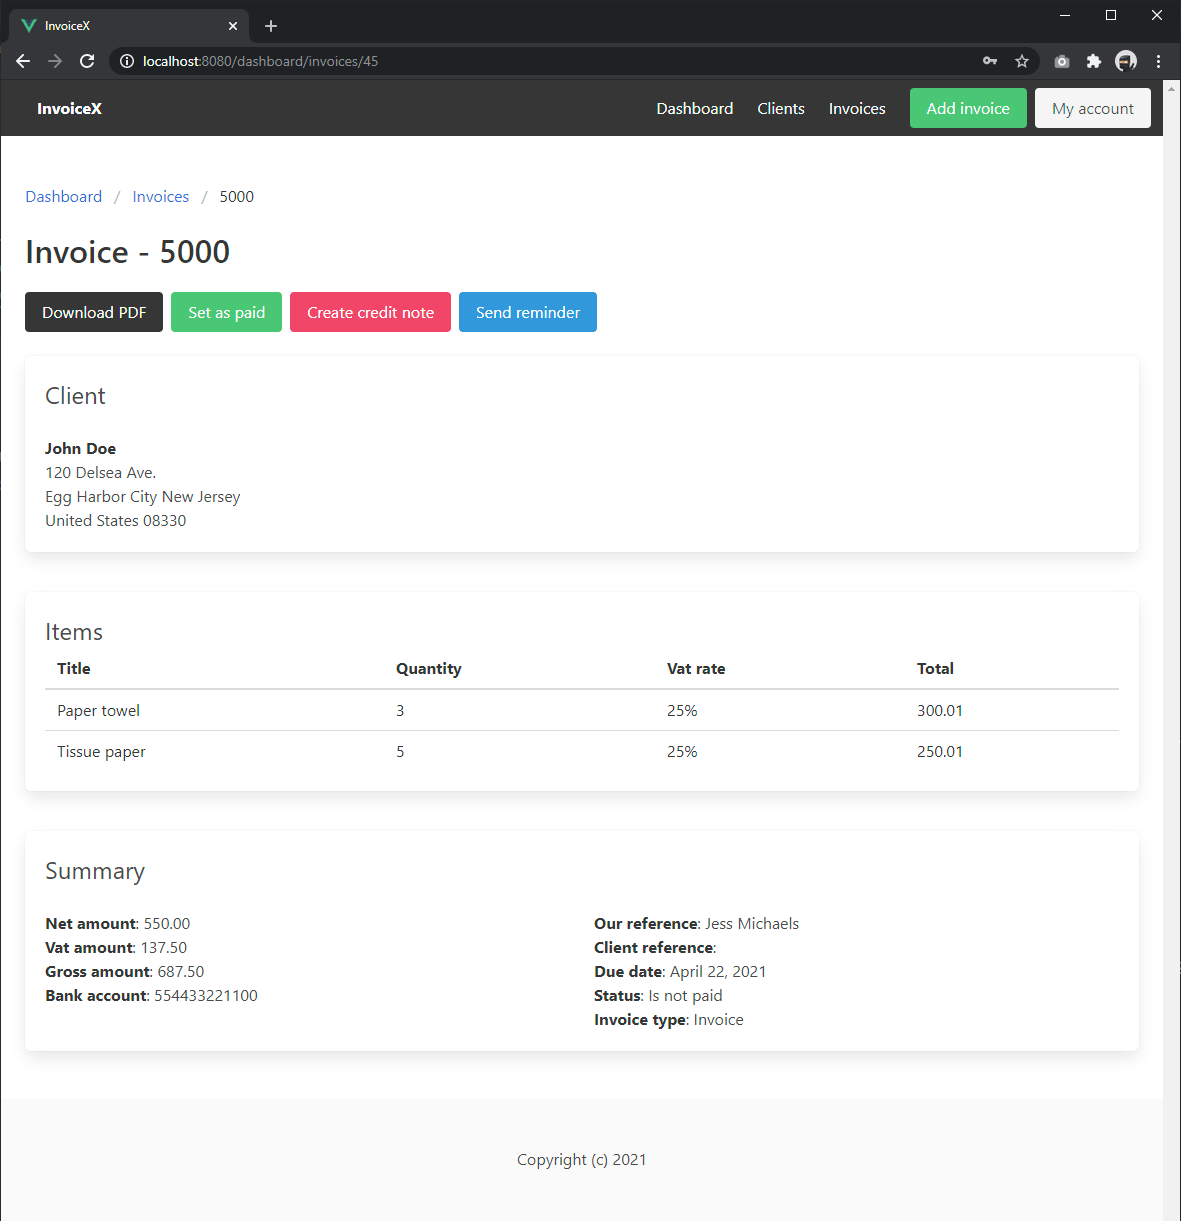 InvoiceX
localhost:8080/dashboard/invoices/45
InvoiceX Dashboard Clients Invoices Add invoice My account
Dashboard / Invoices / 5000
Invoice - 5000
Download PDF Set as paid Create credit note Send reminder
Client
John Doe
120 Delsea Ave.
Egg Harbor City New Jersey
United States 08330
Items
Title Quantity Vat rate Total
Paper towel 3 25% 300.01
Tissue paper 5 25% 250.01
Summary
Net amount: 550.00
Vat amount: 137.50
Gross amount: 687.50
Bank account: 554433221100
Our reference: Jess Michaels
Client reference:
Due date: April 22, 2021
Status: Is not paid
Invoice type: Invoice
Copyright (c) 2021